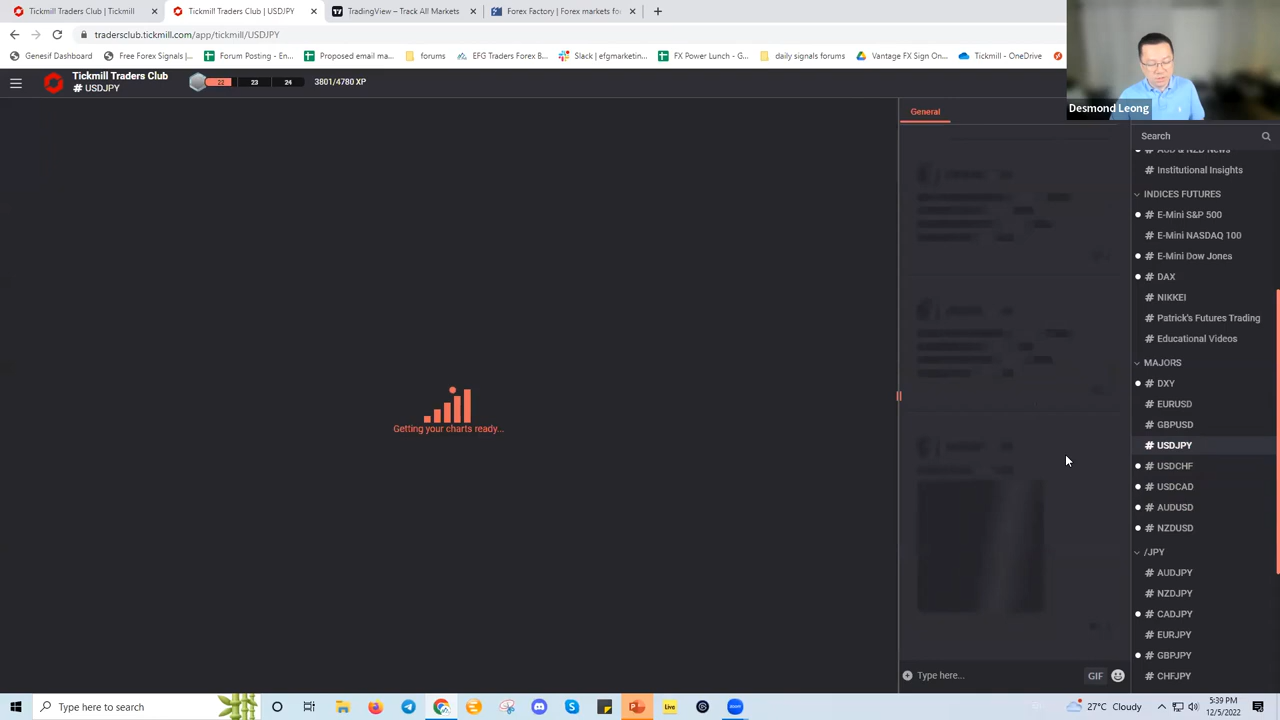 Tickmill Traders Club | Tickmill
Tickmill Traders Club | USDJPY
TradingView – Track All Markets
Forex Factory | Forex markets fo
tradersclub.tickmill.com/app/tickmill/USDJPY
Genesif Dashboard
Free Forex Signals |...
Forum Posting - En...
Proposed email ma...
forums
EFG Traders Forex B...
Slack | efgmarketin...
FX Power Lunch - G...
daily signals forums
Vantage FX Sign On...
Tickmill - OneDrive
Tickmill Traders Club
# USDJPY
22
23
24
3801/4780 XP
Desmond Leong
General
Search
# AUD & NZD News
# Institutional Insights
INDICES FUTURES
# E-Mini S&P 500
# E-Mini NASDAQ 100
# E-Mini Dow Jones
# DAX
# NIKKEI
# Patrick's Futures Trading
# Educational Videos
MAJORS
# DXY
# EURUSD
# GBPUSD
# USDJPY
# USDCHF
# USDCAD
# AUDUSD
# NZDUSD
/JPY
# AUDJPY
# NZDJPY
# CADJPY
# EURJPY
# GBPJPY
# CHFJPY
Getting your charts ready...
Type here...
GIF
Type here to search
Live
27°C Cloudy
5:39 PM
12/5/2022